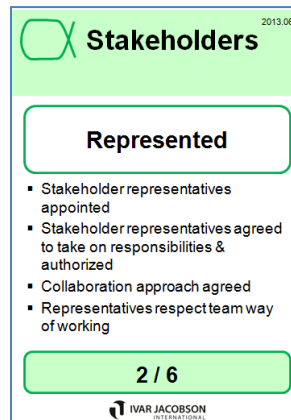 2013.06
Stakeholders
Represented
▪ Stakeholder representatives
appointed
▪ Stakeholder representatives agreed
to take on responsibilities &
authorized
▪ Collaboration approach agreed
▪ Representatives respect team way
of working
2 / 6
IVAR JACOBSON
INTERNATIONAL